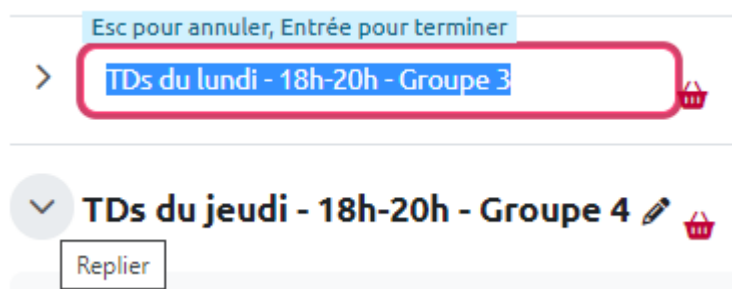 Esc pour annuler, Entrée pour terminer
TDs du lundi - 18h-20h - Groupe 3
TDs du jeudi - 18h-20h - Groupe 4
Replier